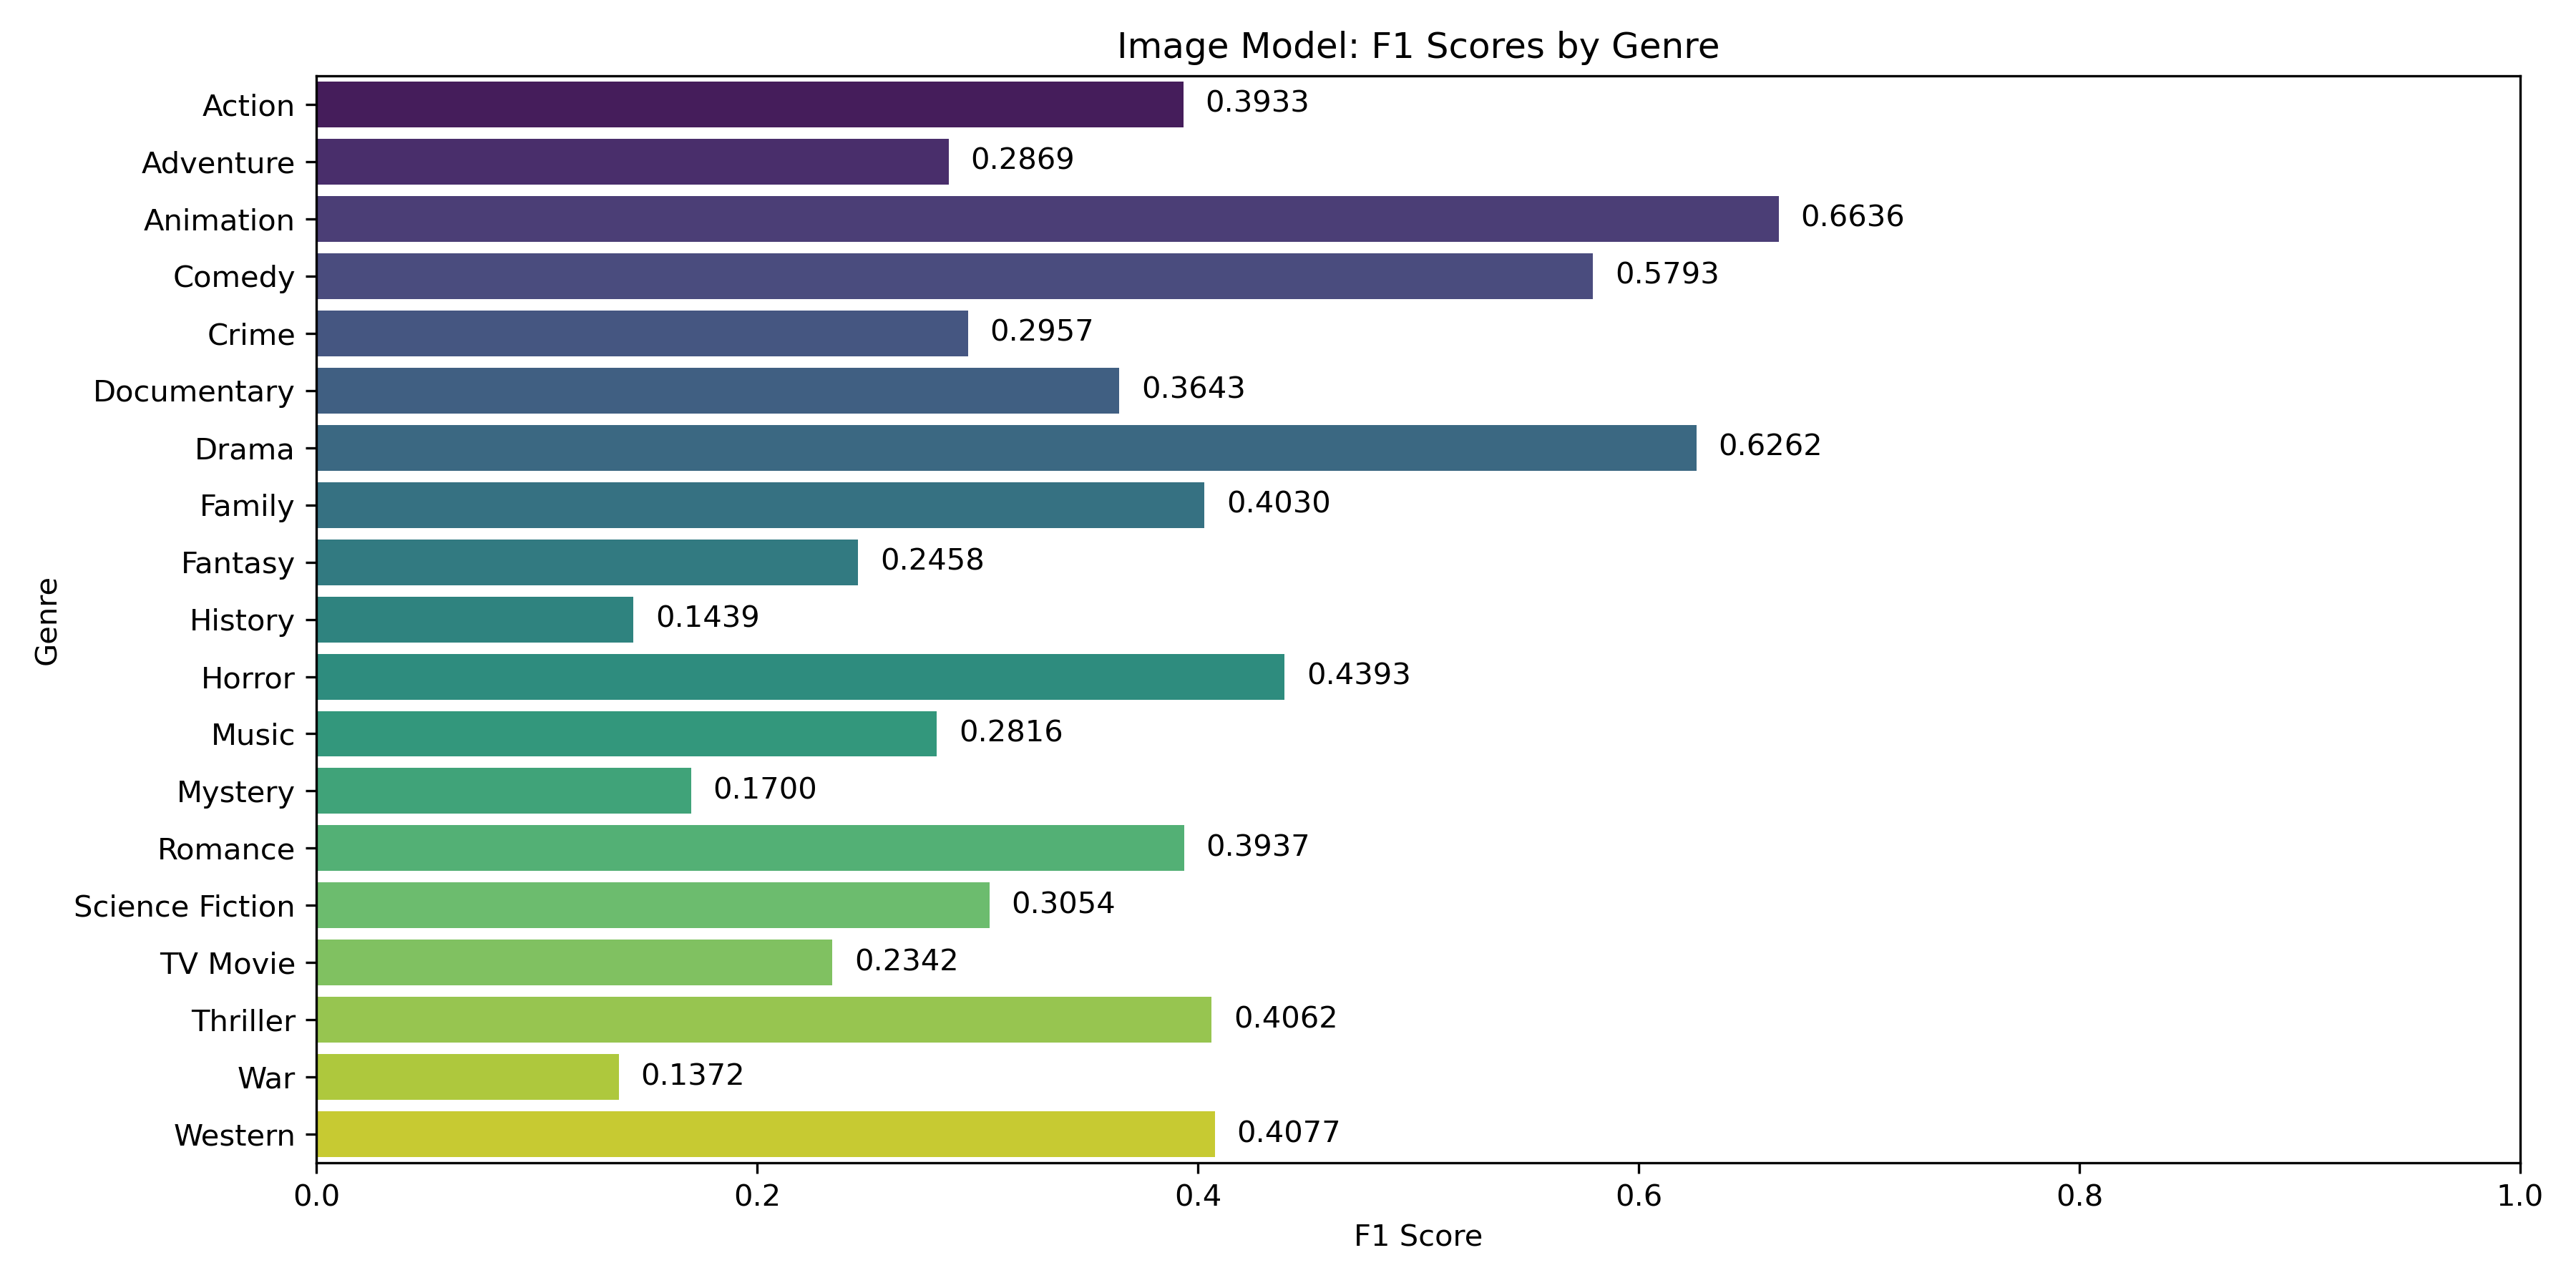 Image Model: F1 Scores by Genre
Genre
Action 0.3933
Adventure 0.2869
Animation 0.6636
Comedy 0.5793
Crime 0.2957
Documentary 0.3643
Drama 0.6262
Family 0.4030
Fantasy 0.2458
History 0.1439
Horror 0.4393
Music 0.2816
Mystery 0.1700
Romance 0.3937
Science Fiction 0.3054
TV Movie 0.2342
Thriller 0.4062
War 0.1372
Western 0.4077
0.0 0.2 0.4 0.6 0.8 1.0
F1 Score